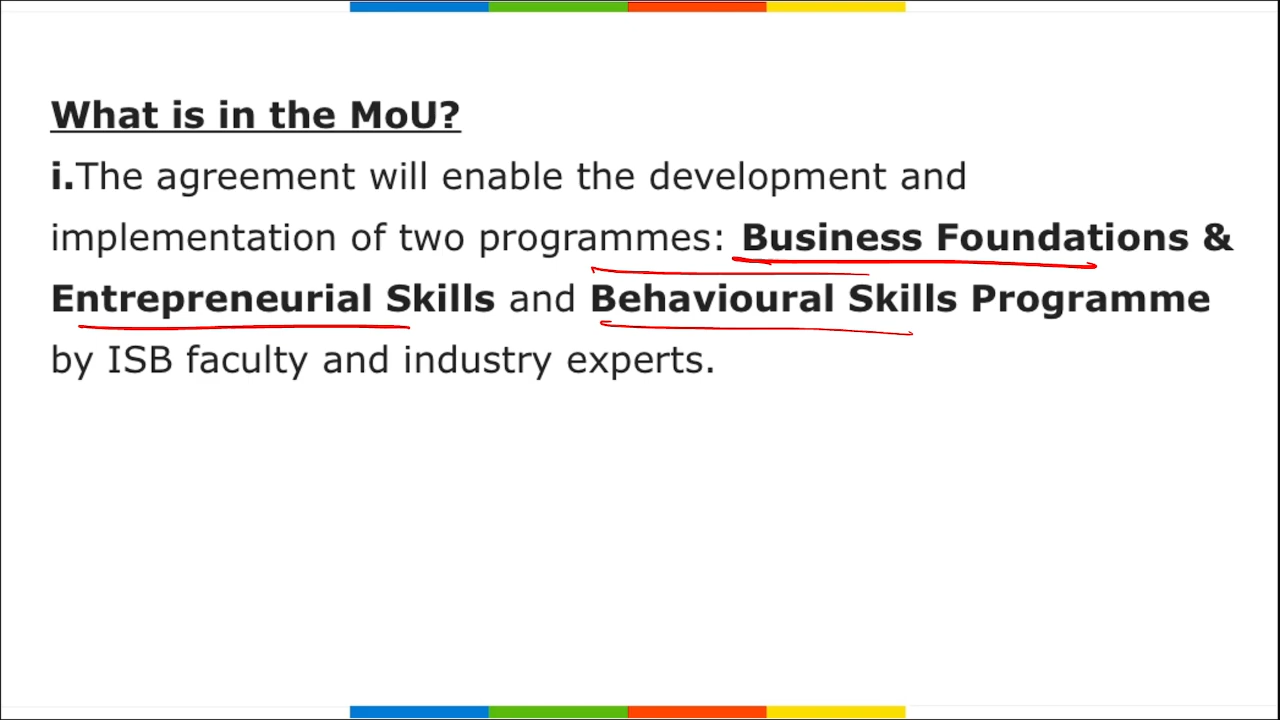 What is in the MoU?
i.The agreement will enable the development and
implementation of two programmes: Business Foundations &
Entrepreneurial Skills and Behavioural Skills Programme
by ISB faculty and industry experts.